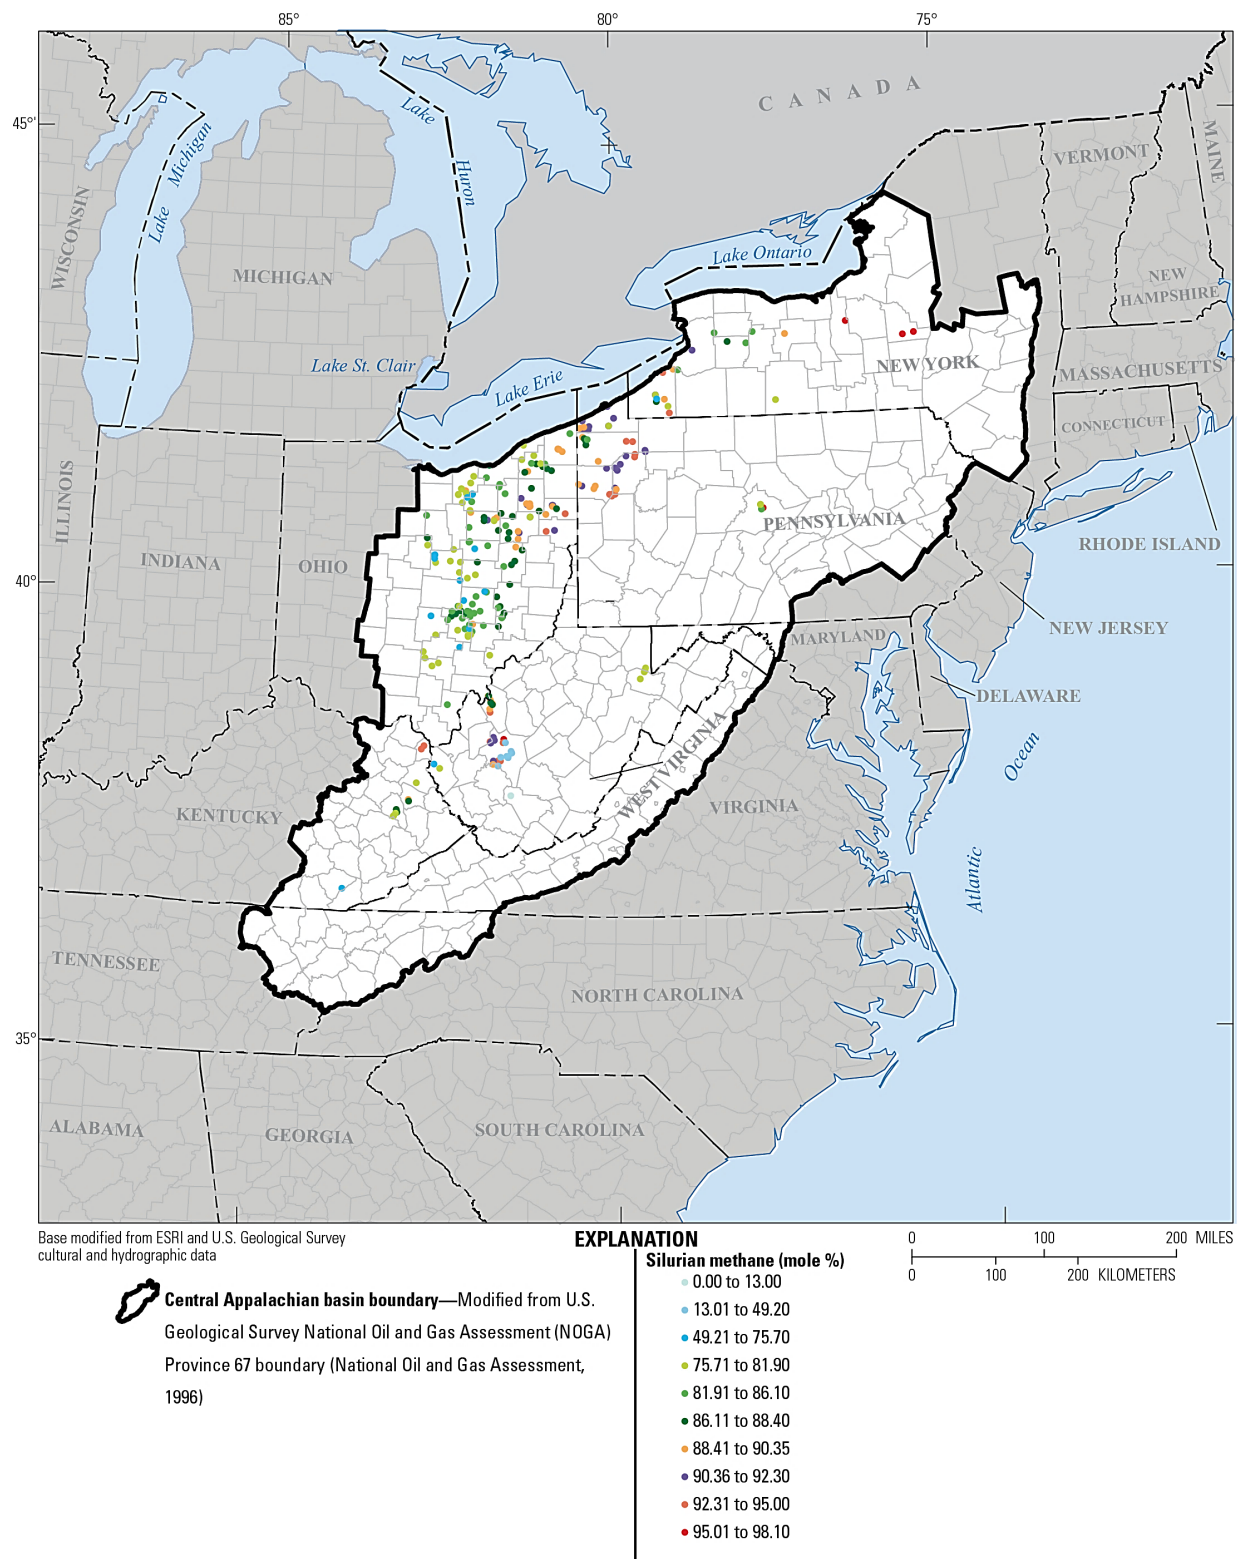 85°
80°
75°
45°
40°
35°
CANADA
Lake
Huron
Lake
Michigan
WISCONSIN
MICHIGAN
VERMONT
MAINE
NEW
HAMPSHIRE
Lake Ontario
Lake St. Clair
Lake Erie
NEW YORK
MASSACHUSETTS
CONNECTICUT
RHODE ISLAND
ILLINOIS
INDIANA
OHIO
PENNSYLVANIA
NEW JERSEY
MARYLAND
DELAWARE
WEST VIRGINIA
VIRGINIA
KENTUCKY
Atlantic
Ocean
TENNESSEE
NORTH CAROLINA
ALABAMA
GEORGIA
SOUTH CAROLINA
Base modified from ESRI and U.S. Geological Survey
cultural and hydrographic data
0 100 200 MILES
0 100 200 KILOMETERS
EXPLANATION
Central Appalachian basin boundary—Modified from U.S.
Geological Survey National Oil and Gas Assessment (NOGA)
Province 67 boundary (National Oil and Gas Assessment,
1996)
Silurian methane (mole %)
0.00 to 13.00
13.01 to 49.20
49.21 to 75.70
75.71 to 81.90
81.91 to 86.10
86.11 to 88.40
88.41 to 90.35
90.36 to 92.30
92.31 to 95.00
95.01 to 98.10